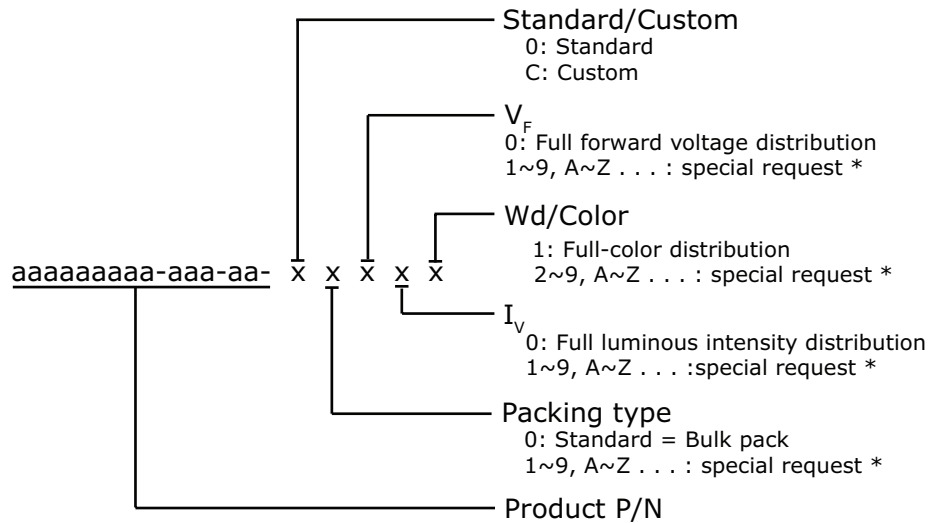 Standard/Custom
0: Standard
C: Custom
VF
0: Full forward voltage distribution
1~9, A~Z . . . : special request *
Wd/Color
1: Full-color distribution
2~9, A~Z . . . : special request *
aaaaaaaaa-aaa-aa- x x x x x
IV
0: Full luminous intensity distribution
1~9, A~Z . . . :special request *
Packing type
0: Standard = Bulk pack
1~9, A~Z . . . : special request *
Product P/N